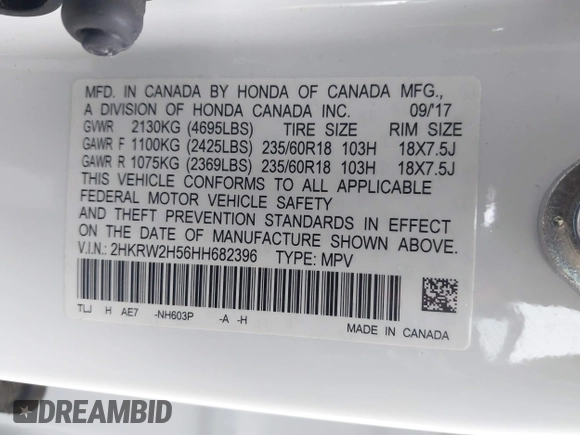 MFD. IN CANADA BY HONDA OF CANADA MFG.,
A DIVISION OF HONDA CANADA INC. 09/'17
GVWR 2130KG (4695LBS) TIRE SIZE RIM SIZE
GAWR F 1100KG (2425LBS) 235/60R18 103H 18X7.5J
GAWR R 1075KG (2369LBS) 235/60R18 103H 18X7.5J
THIS VEHICLE CONFORMS TO ALL APPLICABLE
FEDERAL MOTOR VEHICLE SAFETY
AND THEFT PREVENTION STANDARDS IN EFFECT
ON THE DATE OF MANUFACTURE SHOWN ABOVE.
V.I.N.: 2HKRW2H56HH682396 TYPE: MPV
TLJ H AE7 -NH603P -A -H
MADE IN CANADA
DREAMBID